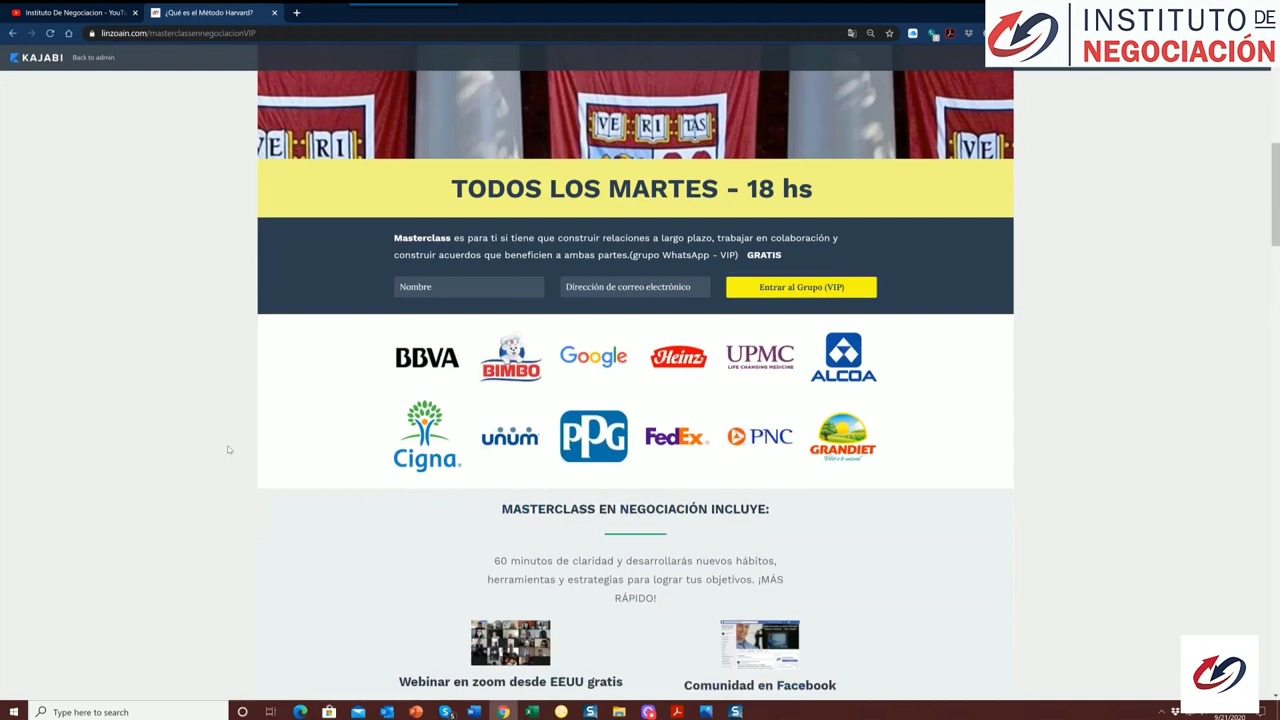 Instituto De Negociacion - YouTu
¿Qué es el Método Harvard?
INSTITUTO DE
NEGOCIACIÓN
linzoain.com/masterclassennegociacionVIP
KAJABI
Back to admin
VE RI
VE RI TAS
VE
TODOS LOS MARTES - 18 hs
Masterclass es para ti si tiene que construir relaciones a largo plazo, trabajar en colaboración y
construir acuerdos que beneficien a ambas partes.(grupo WhatsApp - VIP) GRATIS
Nombre
Dirección de correo electrónico
Entrar al Grupo (VIP)
BBVA
BIMBO
Google
Heinz
UPMC
LIFE CHANGING MEDICINE
ALCOA
Cigna
unum
PPG
FedEx
PNC
GRANDIET
MASTERCLASS EN NEGOCIACIÓN INCLUYE:
60 minutos de claridad y desarrollarás nuevos hábitos,
herramientas y estrategias para lograr tus objetivos. ¡MÁS
RÁPIDO!
Webinar en zoom desde EEUU gratis
Comunidad en Facebook
Type here to search
9/21/2020